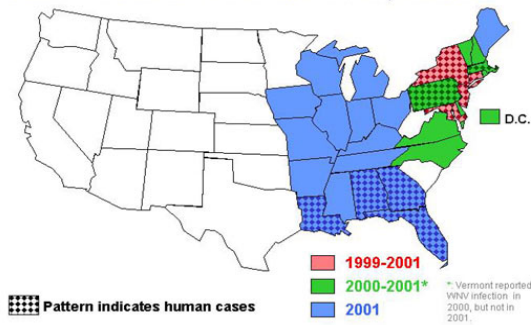 D.C.
1999-2001
2000-2001*
2001
*: Vermont reported
WNV infection in
2000, but not in
2001.
Pattern indicates human cases